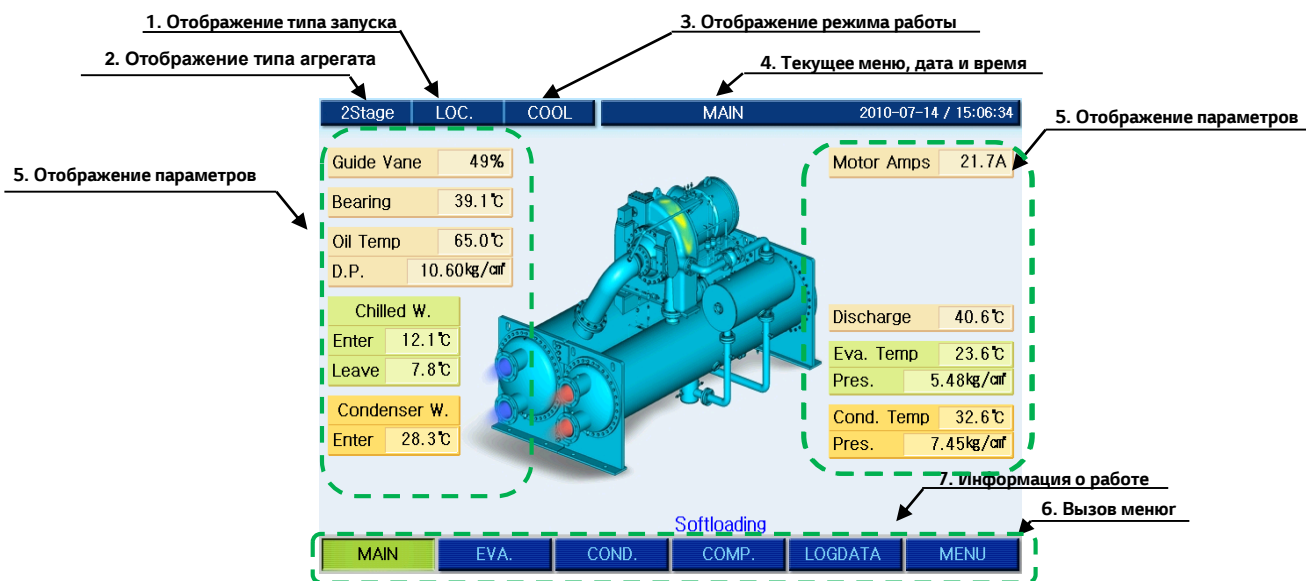 1. Отображение типа запуска
3. Отображение режима работы
2. Отображение типа агрегата
4. Текущее меню, дата и время
2Stage LOC. COOL MAIN 2010-07-14 / 15:06:34
5. Отображение параметров
5. Отображение параметров
Guide Vane 49%
Motor Amps 21.7A
Bearing 39.1℃
Oil Temp 65.0℃
D.P. 10.60kg/㎠
Chilled W.
Enter 12.1℃
Leave 7.8℃
Condenser W.
Enter 28.3℃
Discharge 40.6℃
Eva. Temp 23.6℃
Pres. 5.48kg/㎠
Cond. Temp 32.6℃
Pres. 7.45kg/㎠
7. Информация о работе
6. Вызов менюг
Softloading
MAIN EVA. COND. COMP. LOGDATA MENU